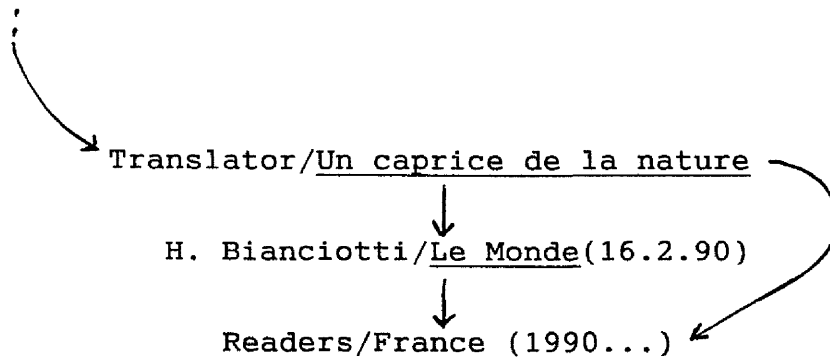 Translator/Un caprice de la nature
H. Bianciotti/Le Monde(16.2.90)
Readers/France (1990...)